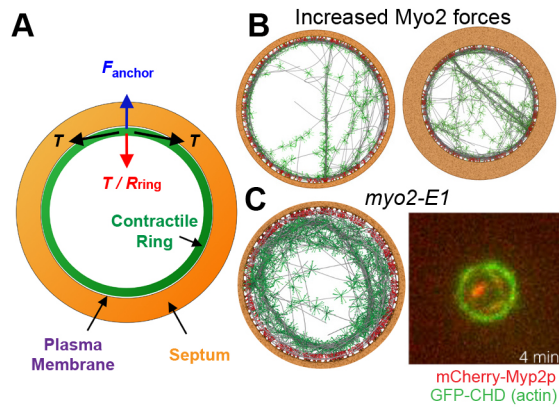 A
F anchor
T
T
T / R ring
Contractile
Ring
Plasma
Membrane
Septum
B
Increased Myo2 forces
C
myo2-E1
4 min
mCherry-Myp2p
GFP-CHD (actin)